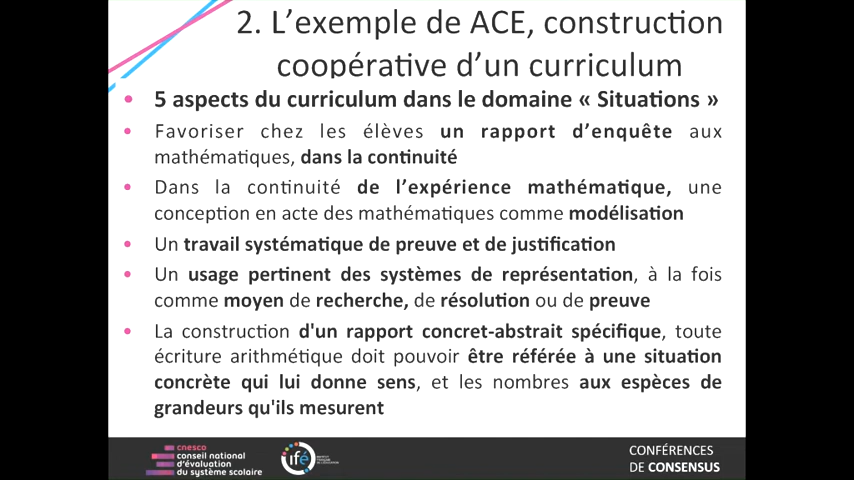 2. L’exemple de ACE, construction
coopérative d’un curriculum
• 5 aspects du curriculum dans le domaine « Situations »
• Favoriser chez les élèves un rapport d’enquête aux
mathématiques, dans la continuité
• Dans la continuité de l’expérience mathématique, une
conception en acte des mathématiques comme modélisation
• Un travail systématique de preuve et de justification
• Un usage pertinent des systèmes de représentation, à la fois
comme moyen de recherche, de résolution ou de preuve
• La construction d'un rapport concret-abstrait spécifique, toute
écriture arithmétique doit pouvoir être référée à une situation
concrète qui lui donne sens, et les nombres aux espèces de
grandeurs qu'ils mesurent
cnesco
conseil national
d'évaluation
du système scolaire
ifé
CONFÉRENCES
DE CONSENSUS